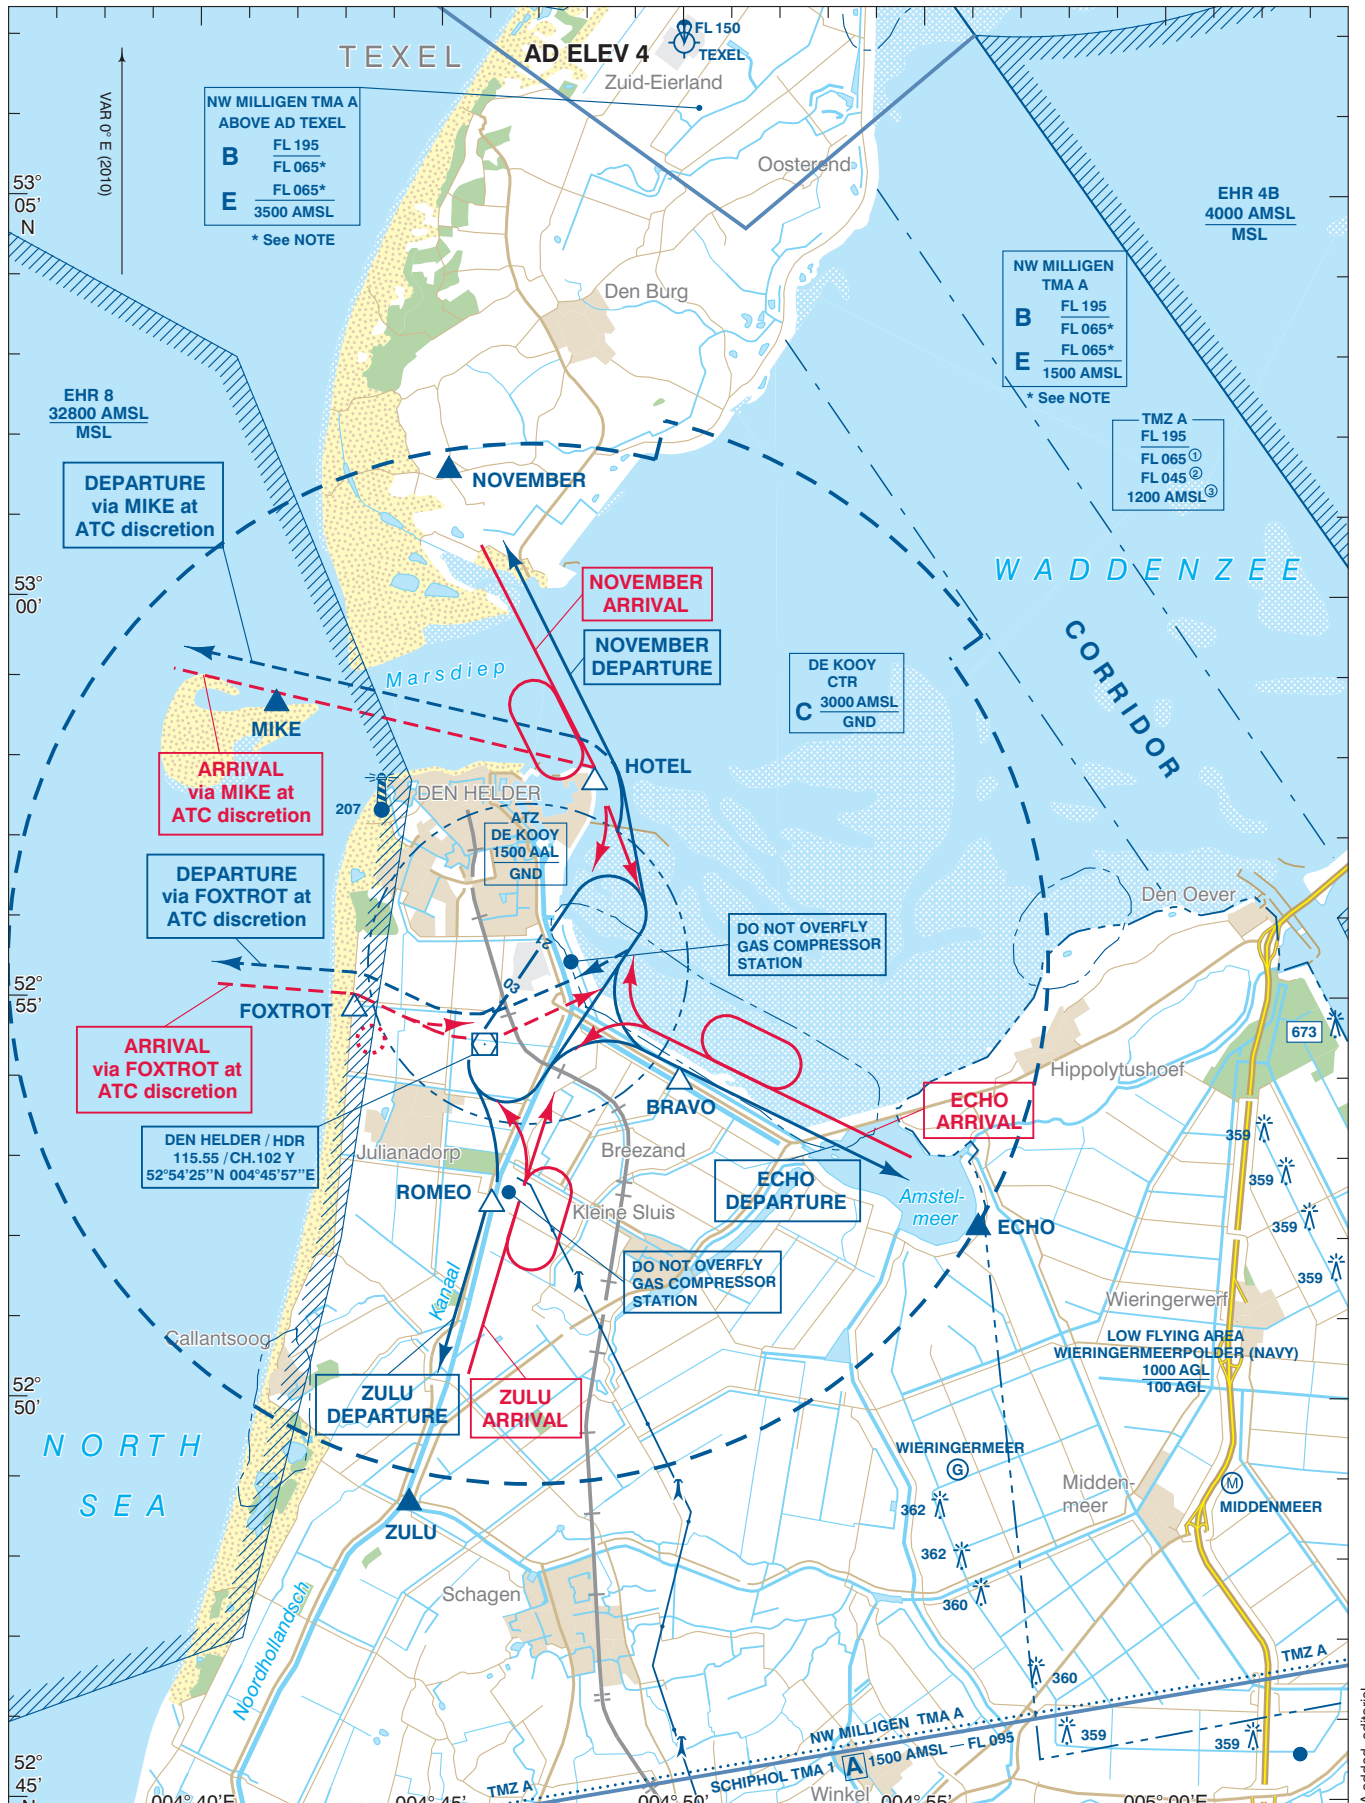 TEXEL
AD ELEV 4
FL 150
TEXEL
Zuid-Eierland
VAR 0° E (2010)
NW MILLIGEN TMA A
ABOVE AD TEXEL
B FL 195
FL 065*
E FL 065*
3500 AMSL
* See NOTE
Oosterend
53°
05'
N
EHR 4B
4000 AMSL
MSL
NW MILLIGEN
TMA A
B FL 195
FL 065*
E FL 065*
1500 AMSL
* See NOTE
Den Burg
EHR 8
32800 AMSL
MSL
TMZ A
FL 195
FL 065 ①
FL 045 ②
1200 AMSL ③
DEPARTURE
via MIKE at
ATC discretion
NOVEMBER
53°
00'
NOVEMBER
ARRIVAL
WADDENZEE
CORRIDOR
NOVEMBER
DEPARTURE
Marsdiep
DE KOOY
CTR
C 3000 AMSL
GND
MIKE
ARRIVAL
via MIKE at
ATC discretion
HOTEL
DEN HELDER
207
ATZ
DE KOOY
1500 AAL
GND
DEPARTURE
via FOXTROT at
ATC discretion
Den Oever
DO NOT OVERFLY
GAS COMPRESSOR
STATION
21
03
52°
55'
FOXTROT
673
ARRIVAL
via FOXTROT at
ATC discretion
Hippolytushoef
BRAVO
ECHO
ARRIVAL
DEN HELDER / HDR
115.55 / CH.102 Y
52°54'25''N 004°45'57''E
Julianadorp
Breezand
359
359
359
359
ECHO
DEPARTURE
ROMEO
Amstel-
meer
ECHO
Kleine Sluis
DO NOT OVERFLY
GAS COMPRESSOR
STATION
Kanaal
Wieringerwerf
Callantsoog
LOW FLYING AREA
WIERINGERMEERPOLDER (NAVY)
1000 AGL
100 AGL
52°
50'
ZULU
DEPARTURE
ZULU
ARRIVAL
NORTH
SEA
WIERINGERMEER
G
Midden-
meer
M
MIDDENMEER
362
ZULU
362
Schagen
360
Noordhollandsch
360
TMZ A
NW MILLIGEN TMA A
359
359
SCHIPHOL TMA 1 A 1500 AMSL — FL 095
52°
45'
N
TMZ A
Winkel
004° 40'E
004° 45'
004° 50'
004° 55'
005° 00'E
Added, editorial